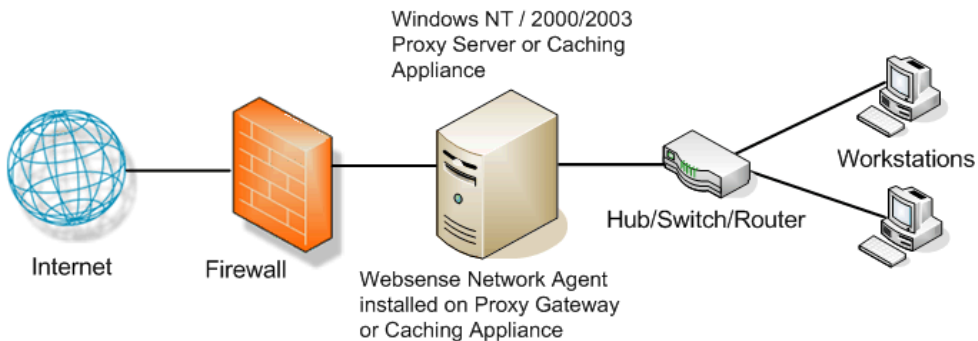 Windows NT / 2000/2003
Proxy Server or Caching
Appliance
Workstations
Hub/Switch/Router
Internet
Firewall
Websense Network Agent
installed on Proxy Gateway
or Caching Appliance